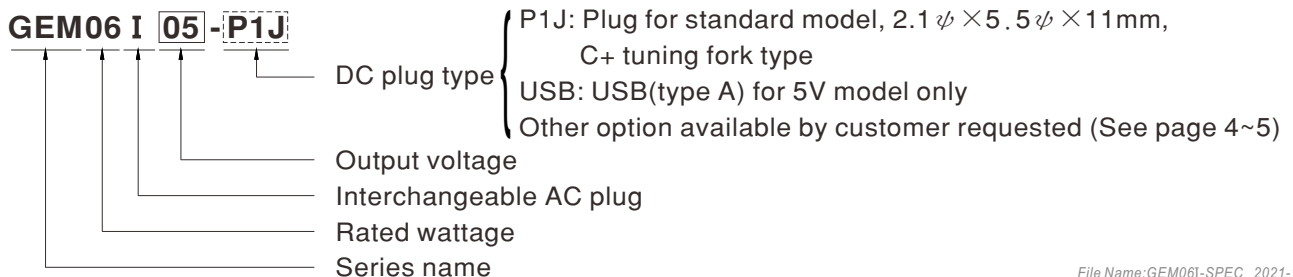 GEM06 I 05 -P1J
DC plug type
P1J: Plug for standard model, 2.1ψ×5.5ψ×11mm,
C+ tuning fork type
USB: USB(type A) for 5V model only
Other option available by customer requested (See page 4~5)
Output voltage
Interchangeable AC plug
Rated wattage
Series name
File Name:GEM06I-SPEC 2021-